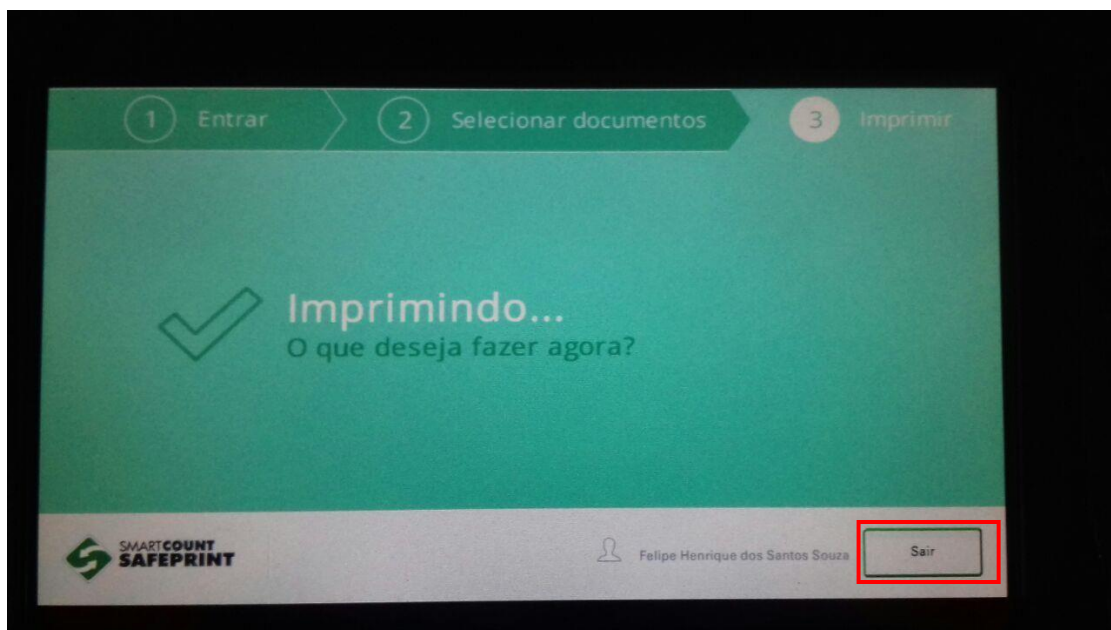 1 Entrar 2 Selecionar documentos 3 Imprimir
Imprimindo...
O que deseja fazer agora?
SMARTCOUNT
SAFEPRINT
Felipe Henrique dos Santos Souza
Sair